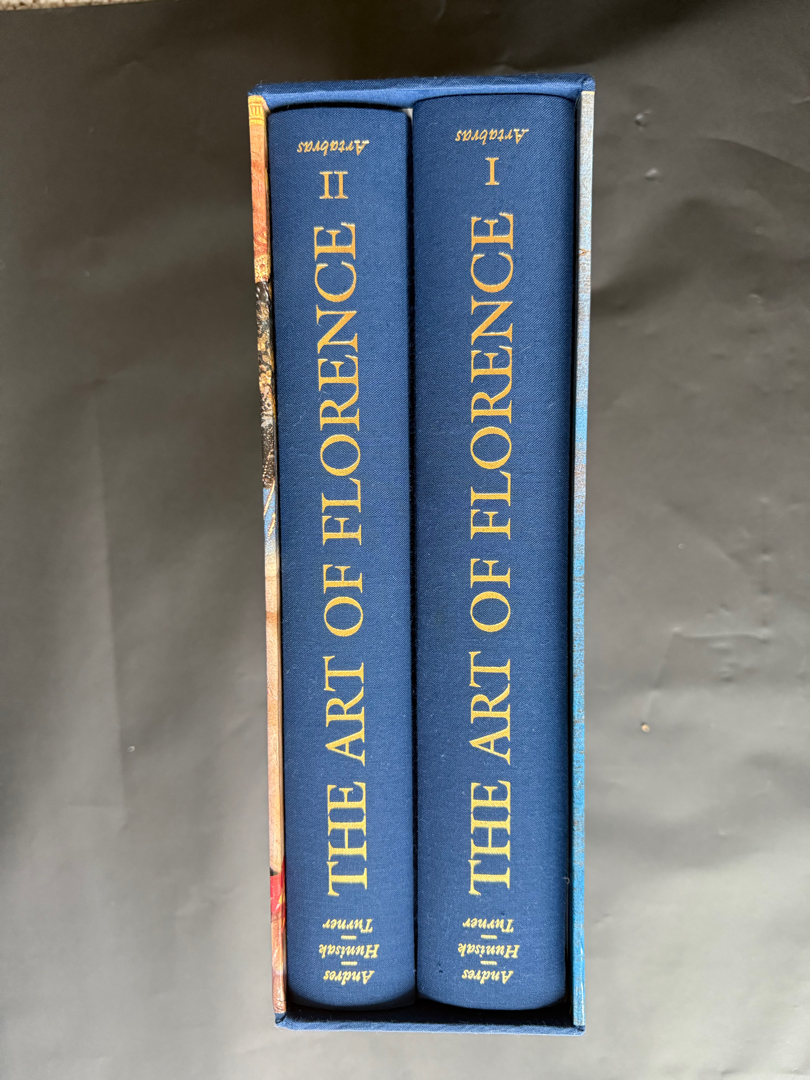 Andres
Hunisak
Turner
THE ART OF FLORENCE
I
Artabras
Andres
Hunisak
Turner
THE ART OF FLORENCE
II
Artabras